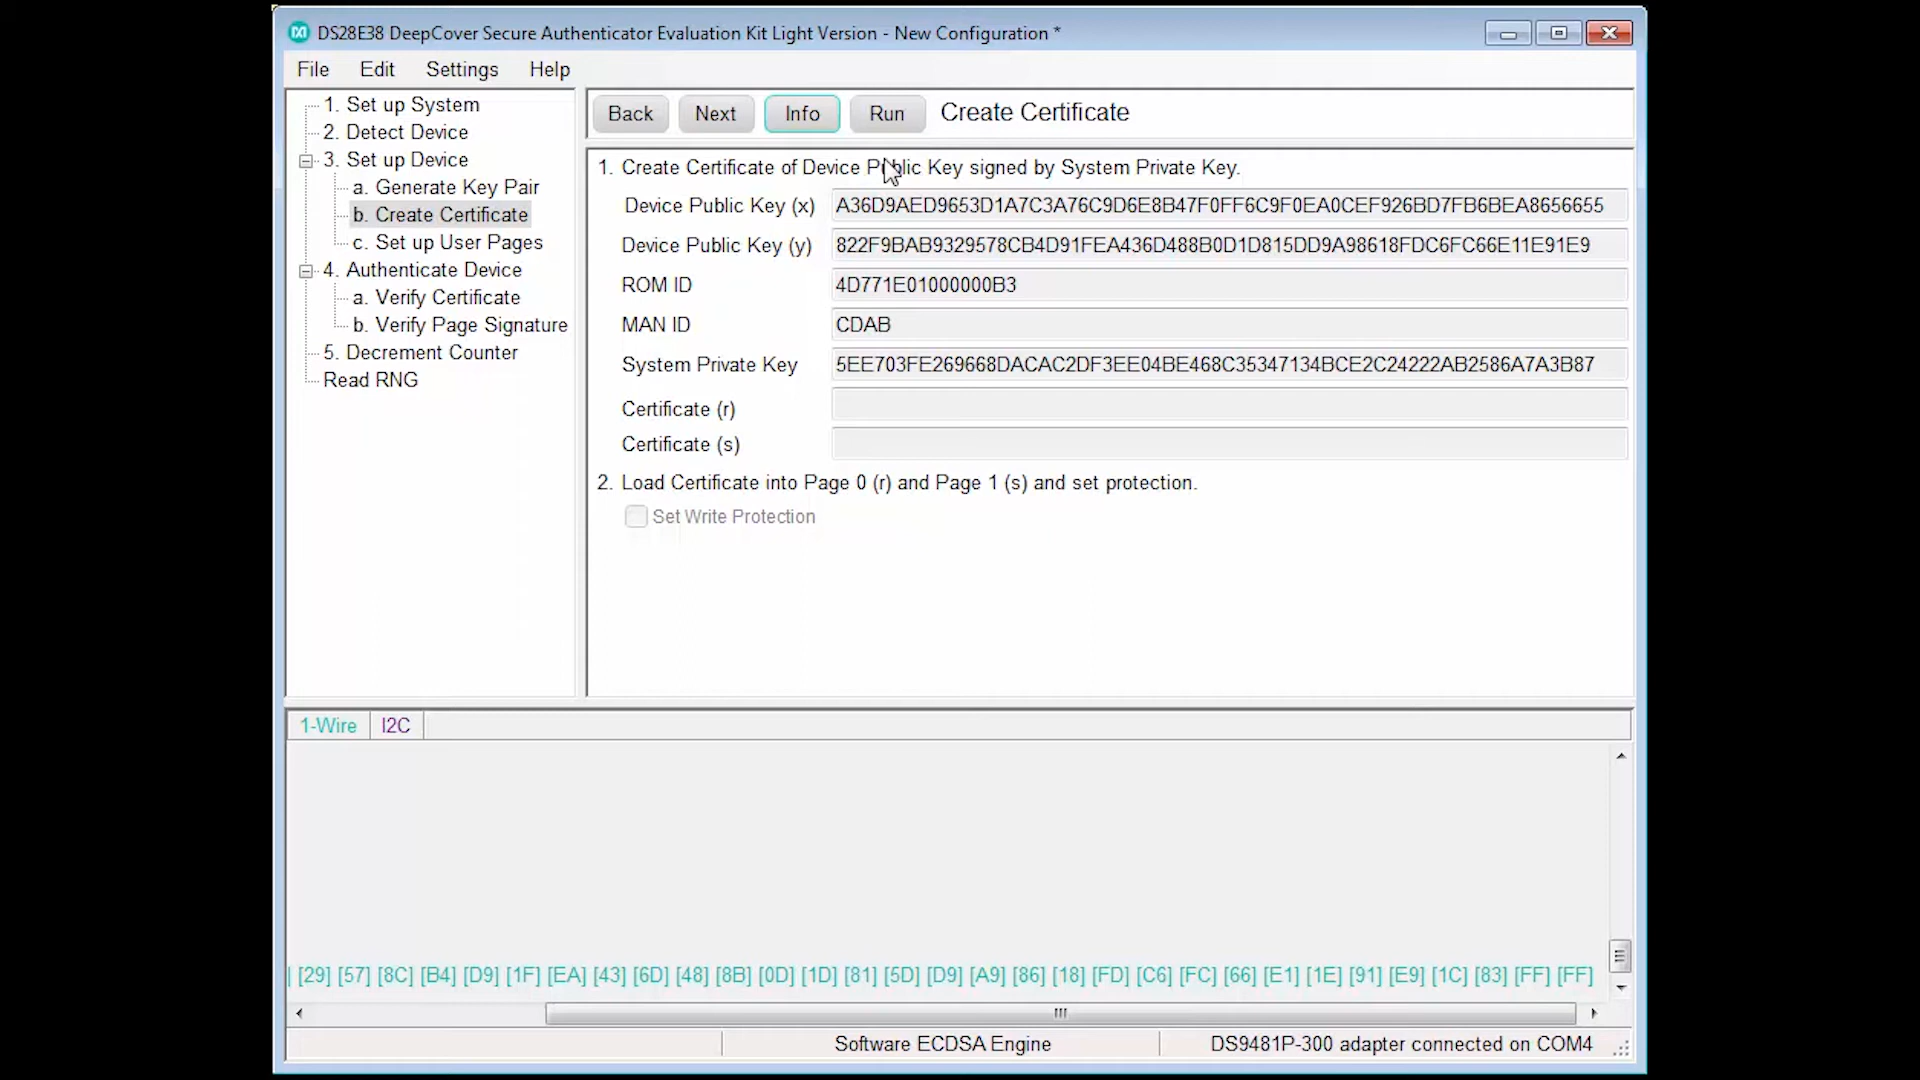 DS28E38 DeepCover Secure Authenticator Evaluation Kit Light Version - New Configuration *
File Edit Settings Help
1. Set up System
2. Detect Device
3. Set up Device
a. Generate Key Pair
b. Create Certificate
c. Set up User Pages
4. Authenticate Device
a. Verify Certificate
b. Verify Page Signature
5. Decrement Counter
Read RNG
Back Next Info Run Create Certificate
1. Create Certificate of Device Public Key signed by System Private Key.
Device Public Key (x) A36D9AED9653D1A7C3A76C9D6E8B47F0FF6C9F0EA0CEF926BD7FB6BEA8656655
Device Public Key (y) 822F9BAB9329578CB4D91FEA436D488B0D1D815DD9A98618FDC6FC66E11E91E9
ROM ID 4D771E01000000B3
MAN ID CDAB
System Private Key 5EE703FE269668DACAC2DF3EE04BE468C35347134BCE2C24222AB2586A7A3B87
Certificate (r)
Certificate (s)
2. Load Certificate into Page 0 (r) and Page 1 (s) and set protection.
Set Write Protection
1-Wire I2C
[29] [57] [8C] [B4] [D9] [1F] [EA] [43] [6D] [48] [8B] [0D] [1D] [81] [5D] [D9] [A9] [86] [18] [FD] [C6] [FC] [66] [E1] [1E] [91] [E9] [1C] [83] [FF] [FF]
Software ECDSA Engine
DS9481P-300 adapter connected on COM4